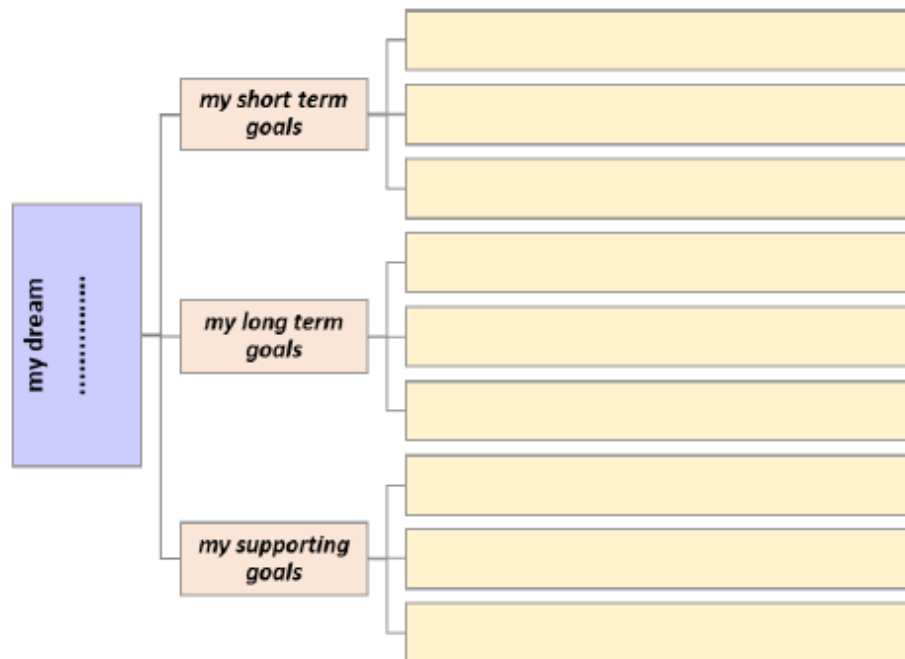 my dream
................
my short term
goals
my long term
goals
my supporting
goals